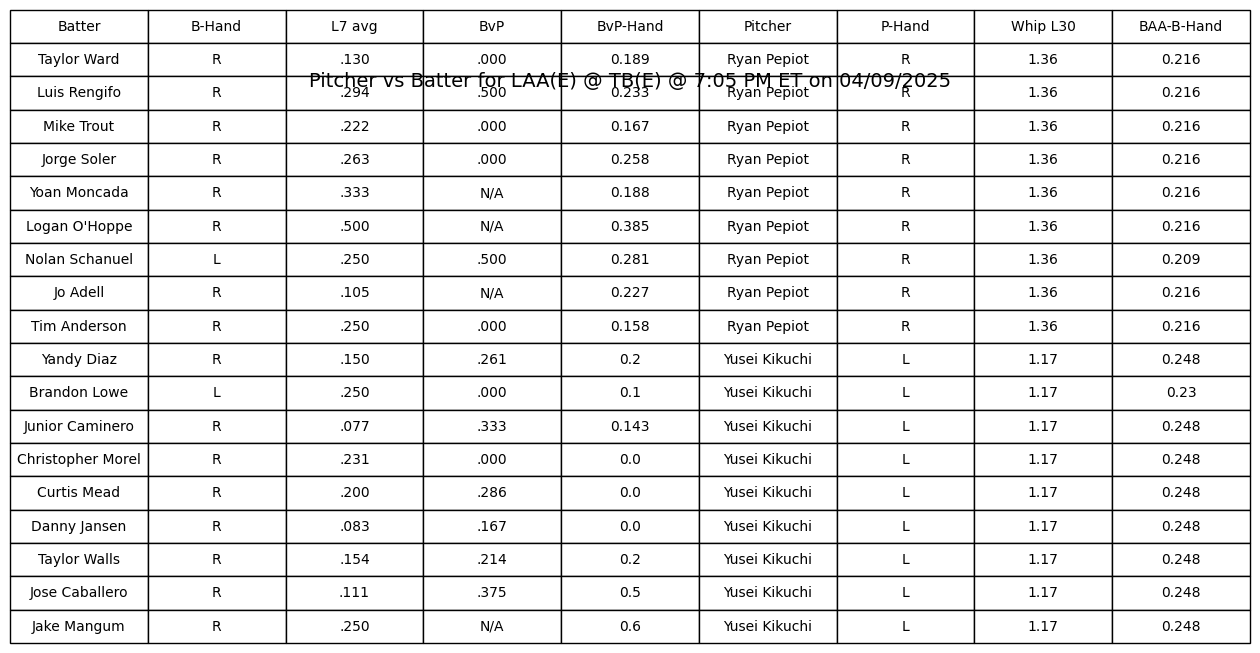 Batter B-Hand L7 avg BvP BvP-Hand Pitcher P-Hand Whip L30 BAA-B-Hand
Taylor Ward R .130 .000 0.189 Ryan Pepiot R 1.36 0.216
Pitcher vs Batter for LAA(E) @ TB(E) @ 7:05 PM ET on 04/09/2025
Luis Rengifo R .294 .500 0.233 Ryan Pepiot R 1.36 0.216
Mike Trout R .222 .000 0.167 Ryan Pepiot R 1.36 0.216
Jorge Soler R .263 .000 0.258 Ryan Pepiot R 1.36 0.216
Yoan Moncada R .333 N/A 0.188 Ryan Pepiot R 1.36 0.216
Logan O'Hoppe R .500 N/A 0.385 Ryan Pepiot R 1.36 0.216
Nolan Schanuel L .250 .500 0.281 Ryan Pepiot R 1.36 0.209
Jo Adell R .105 N/A 0.227 Ryan Pepiot R 1.36 0.216
Tim Anderson R .250 .000 0.158 Ryan Pepiot R 1.36 0.216
Yandy Diaz R .150 .261 0.2 Yusei Kikuchi L 1.17 0.248
Brandon Lowe L .250 .000 0.1 Yusei Kikuchi L 1.17 0.23
Junior Caminero R .077 .333 0.143 Yusei Kikuchi L 1.17 0.248
Christopher Morel R .231 .000 0.0 Yusei Kikuchi L 1.17 0.248
Curtis Mead R .200 .286 0.0 Yusei Kikuchi L 1.17 0.248
Danny Jansen R .083 .167 0.0 Yusei Kikuchi L 1.17 0.248
Taylor Walls R .154 .214 0.2 Yusei Kikuchi L 1.17 0.248
Jose Caballero R .111 .375 0.5 Yusei Kikuchi L 1.17 0.248
Jake Mangum R .250 N/A 0.6 Yusei Kikuchi L 1.17 0.248